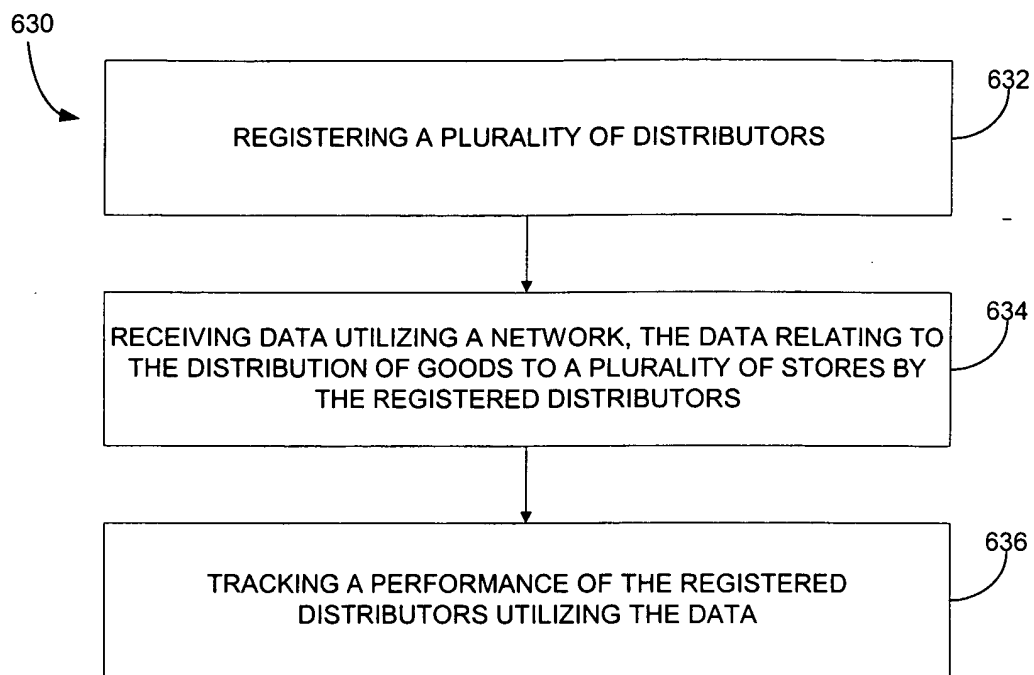 630
632
REGISTERING A PLURALITY OF DISTRIBUTORS
634
RECEIVING DATA UTILIZING A NETWORK, THE DATA RELATING TO
THE DISTRIBUTION OF GOODS TO A PLURALITY OF STORES BY
THE REGISTERED DISTRIBUTORS
636
TRACKING A PERFORMANCE OF THE REGISTERED
DISTRIBUTORS UTILIZING THE DATA